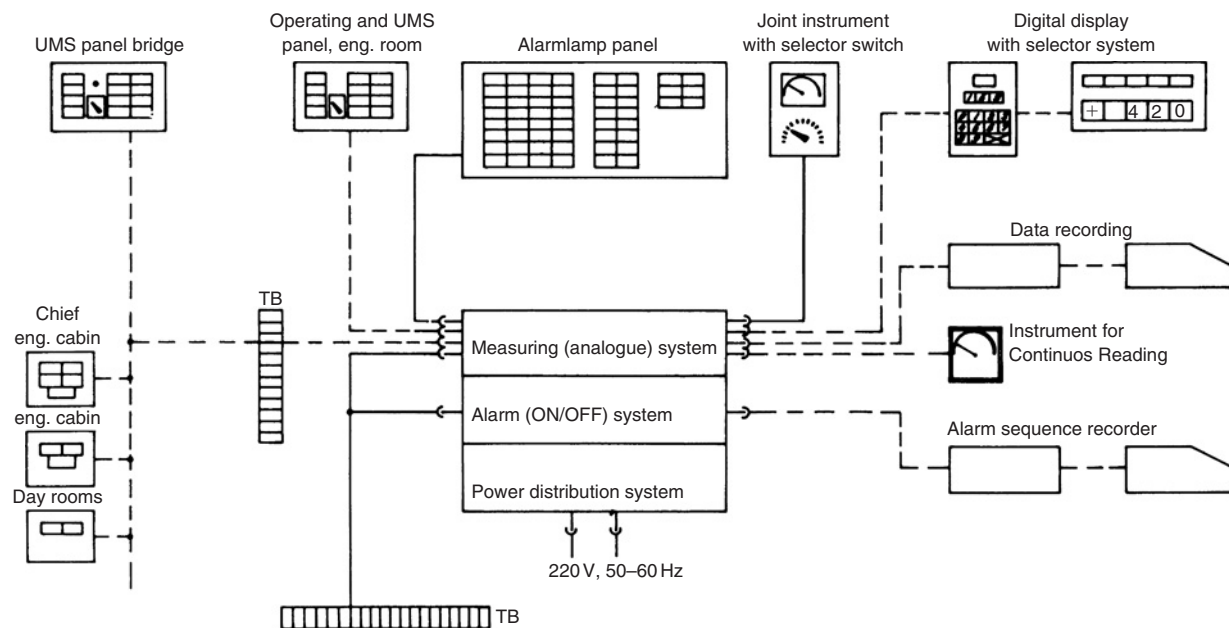 Operating and UMS
panel, eng. room
UMS panel bridge
Alarmlamp panel
Joint instrument
with selector switch
Digital display
with selector system
+ 4 2 0
Data recording
TB
Chief
eng. cabin
Measuring (analogue) system
Instrument for
Continuos Reading
eng. cabin
Alarm (ON/OFF) system
Alarm sequence recorder
Day rooms
Power distribution system
220 V, 50–60 Hz
TB